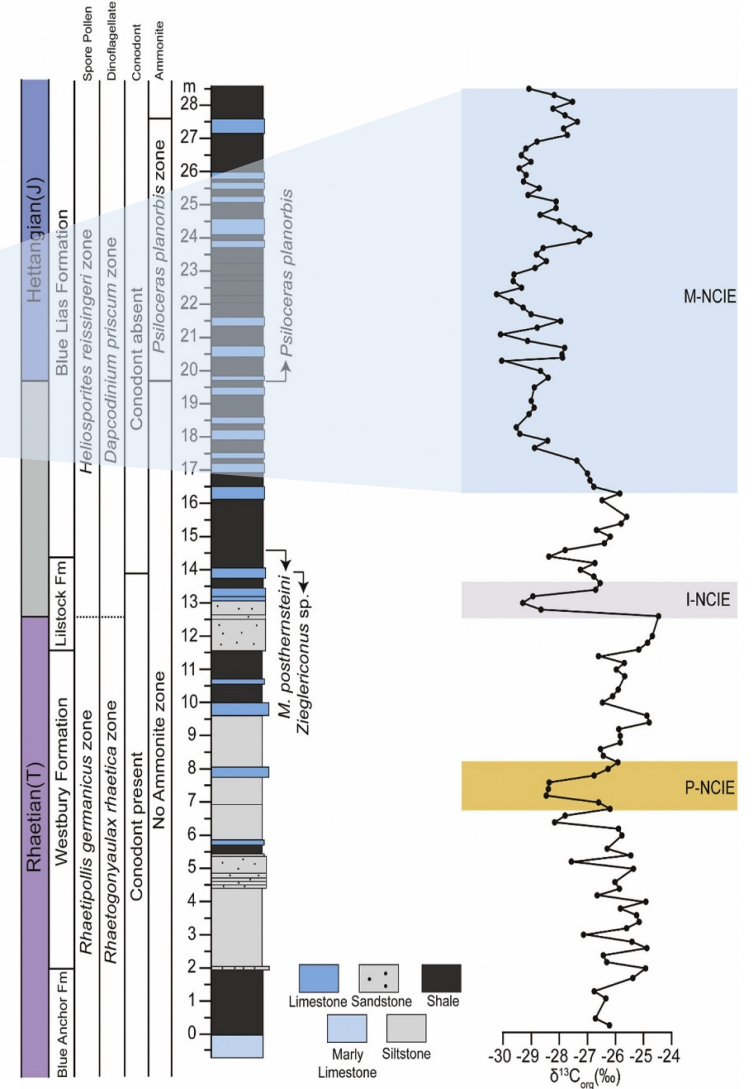 Spore Pollen
Dinoflagellate
Conodont
Ammonite
m
28
27
26
25
24
23
22
21
20
19
18
17
16
15
14
13
12
11
10
9
8
7
6
5
4
3
2
1
0
Hettangian(J)
Rhaetian(T)
Blue Lias Formation
Lilstock Fm
Westbury Formation
Blue Anchor Fm
Heliosporites reissingeri zone
Rhaetipollis germanicus zone
Dapcodinium priscum zone
Rhaetogonyaulax rhaetica zone
Conodont absent
Conodont present
Psiloceras planorbis zone
No Ammonite zone
Psiloceras planorbis
M. posthernsteini
Zieglericonus sp.
M-NCIE
I-NCIE
P-NCIE
Limestone Sandstone Shale
Marly
Limestone
Siltstone
-30 -29 -28 -27 -26 -25 -24
δ13Corg(‰)